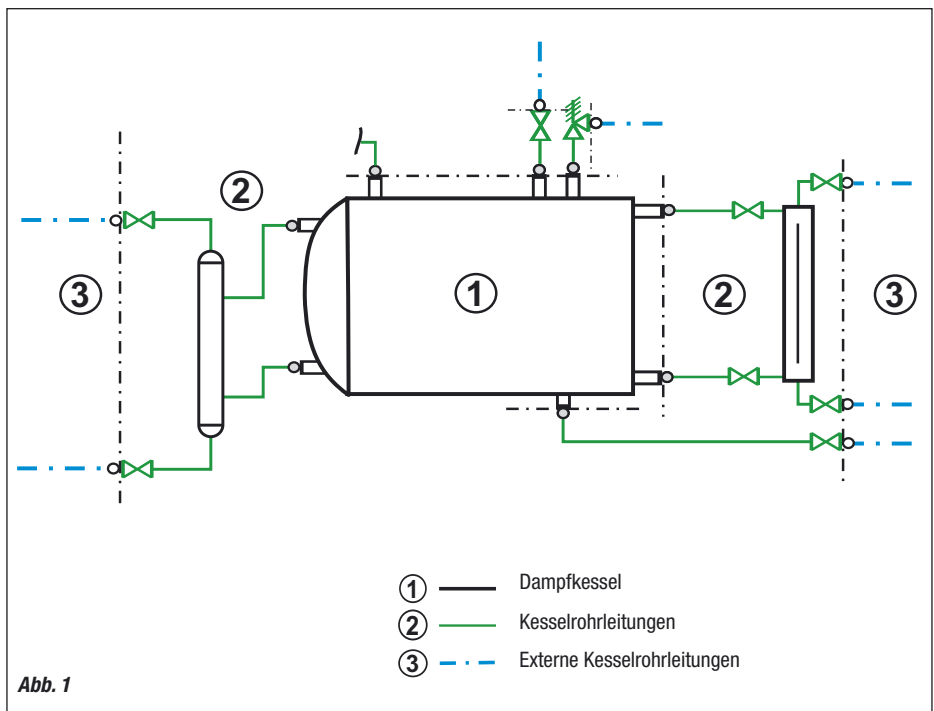 2
3
1
2
3
1 Dampfkessel
2 Kesselrohrleitungen
3 Externe Kesselrohrleitungen
Abb. 1